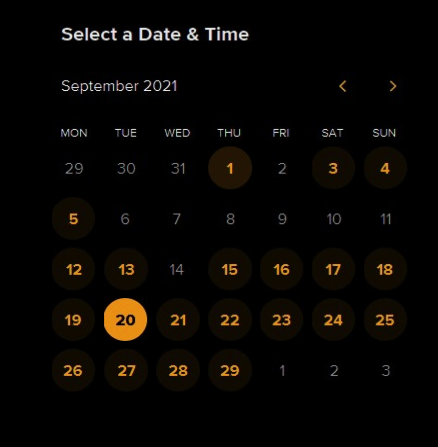 Select a Date & Time
September 2021
MON TUE WED THU FRI SAT SUN
29 30 31 1 2 3 4
5 6 7 8 9 10 11
12 13 14 15 16 17 18
19 20 21 22 23 24 25
26 27 28 29 1 2 3